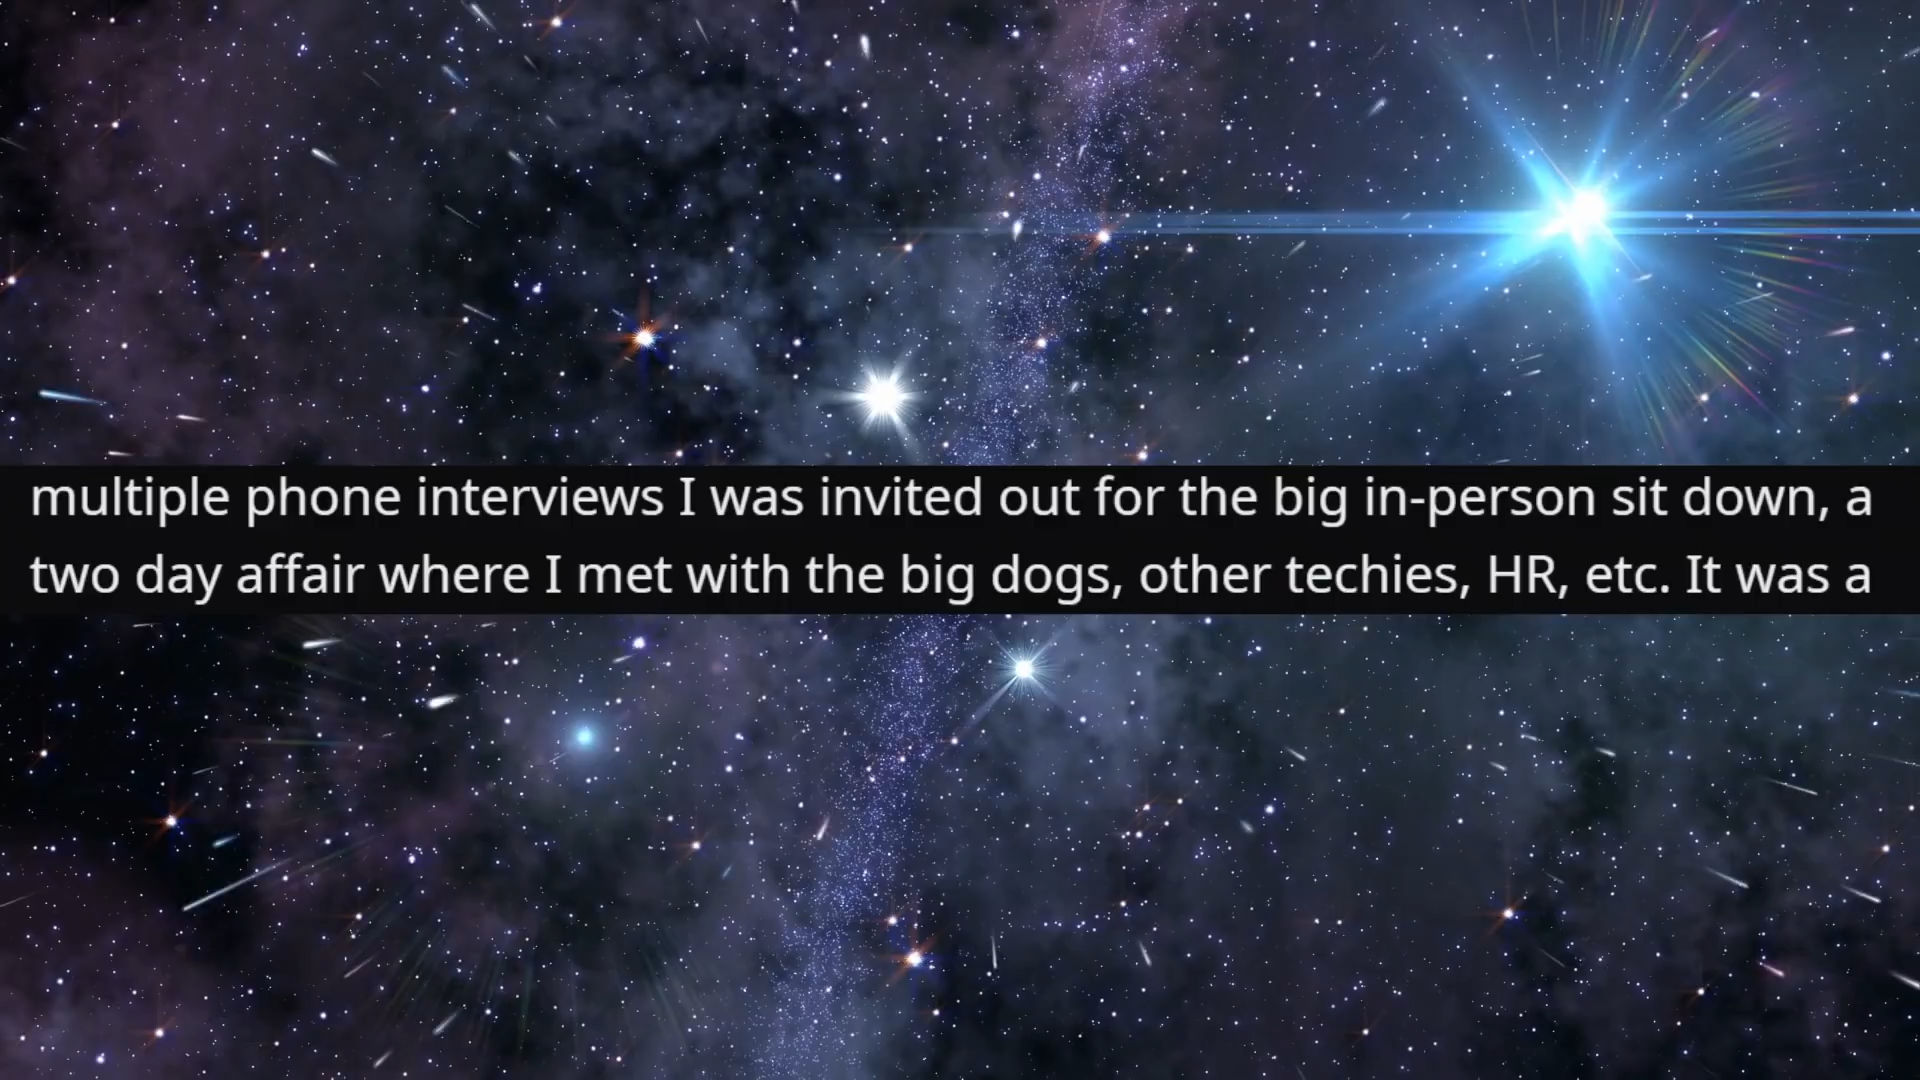 multiple phone interviews I was invited out for the big in-person sit down, a
two day affair where I met with the big dogs, other techies, HR, etc. It was a